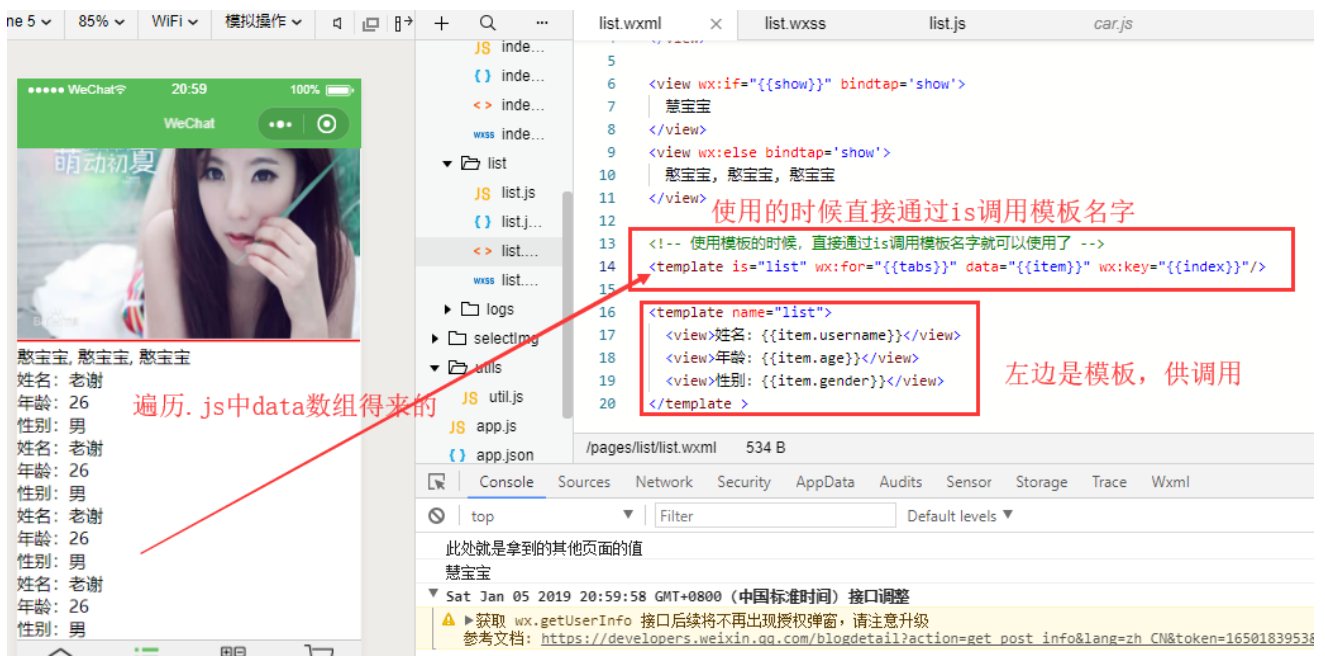 ne 5 85% WiFi 模拟操作
●●●●● WeChat 20:59 100%
WeChat
萌动初夏
憨宝宝, 憨宝宝, 憨宝宝
姓名: 老谢
年龄: 26
性别: 男
姓名: 老谢
年龄: 26
性别: 男
姓名: 老谢
年龄: 26
性别: 男
姓名: 老谢
年龄: 26
性别: 男
遍历.js中data数组得来的
JS inde...
{ } inde...
<> inde...
wxss inde...
list
JS list.js
{ } list.j...
<> list....
wxss list....
logs
selectImg
utils
JS util.js
JS app.js
{ } app.json
list.wxml × list.wxss list.js car.js
5
6 <view wx:if="{{show}}" bindtap='show'>
7 慧宝宝
8 </view>
9 <view wx:else bindtap='show'>
10 憨宝宝, 憨宝宝, 憨宝宝
11 </view>
使用的时候直接通过is调用模板名字
12
13 <!-- 使用模板的时候, 直接通过is调用模板名字就可以使用了 -->
14 <template is="list" wx:for="{{tabs}}" data="{{item}}" wx:key="{{index}}"/>
15
16 <template name="list">
17 <view>姓名: {{item.username}}</view>
18 <view>年龄: {{item.age}}</view>
19 <view>性别: {{item.gender}}</view>
20 </template >
左边是模板，供调用
/pages/list/list.wxml 534 B
Console Sources Network Security AppData Audits Sensor Storage Trace Wxml
top Filter Default levels
此处就是拿到的其他页面的值
慧宝宝
Sat Jan 05 2019 20:59:58 GMT+0800 (中国标准时间) 接口调整
获取 wx.getUserInfo 接口后续将不再出现授权弹窗，请注意升级
参考文档: https://developers.weixin.qq.com/blogdetail?action=get_post_info&lang=zh_CN&token=1650183953&